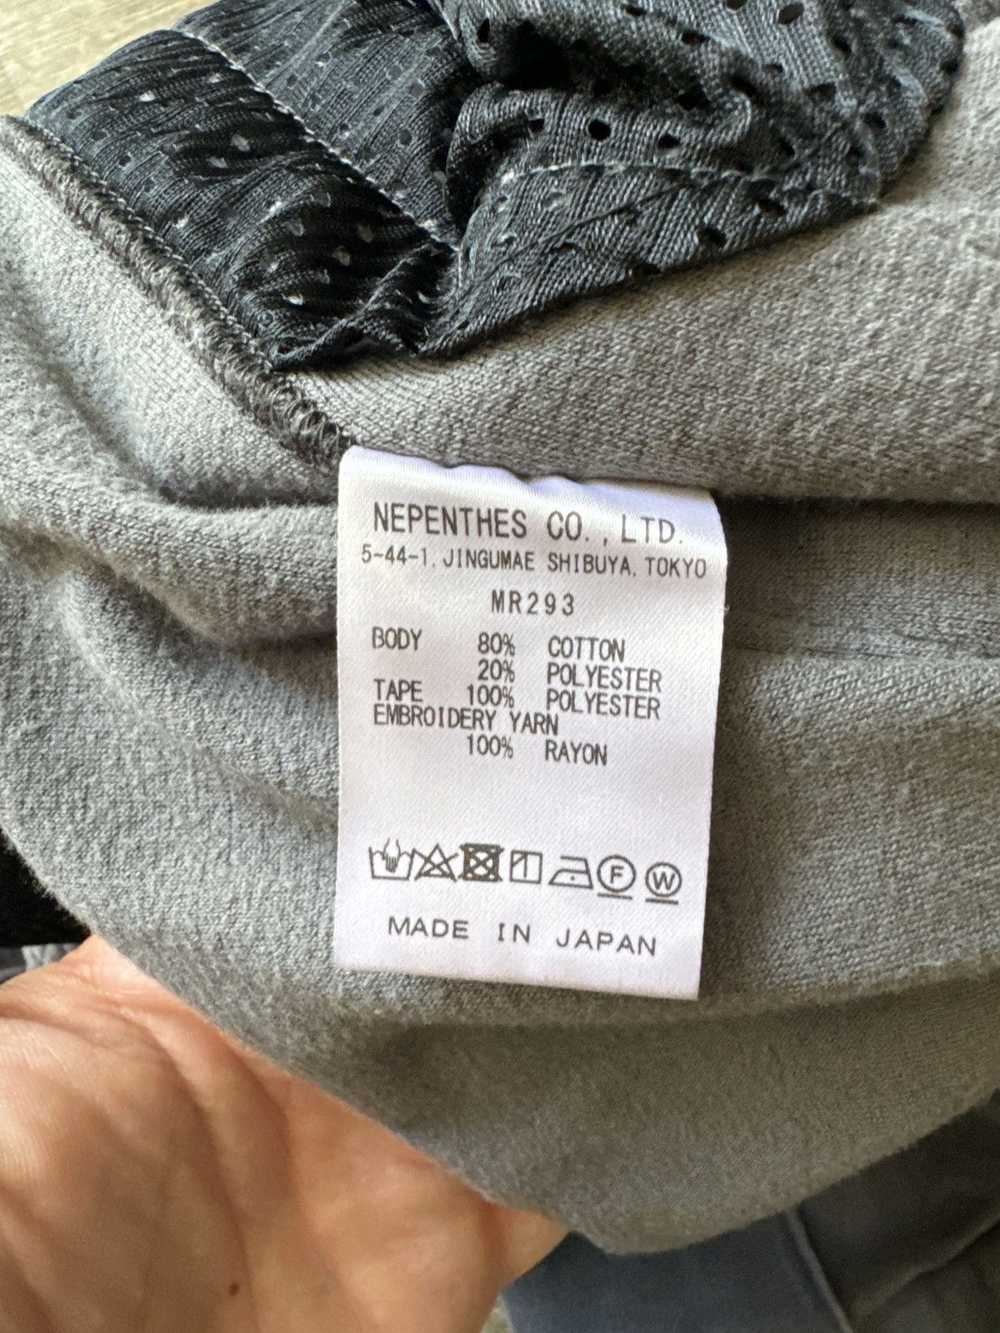 NEPENTHES CO., LTD.
5-44-1, JINGUMAE SHIBUYA, TOKYO
MR293
BODY 80% COTTON
20% POLYESTER
TAPE 100% POLYESTER
EMBROIDERY YARN
100% RAYON
F W
MADE IN JAPAN